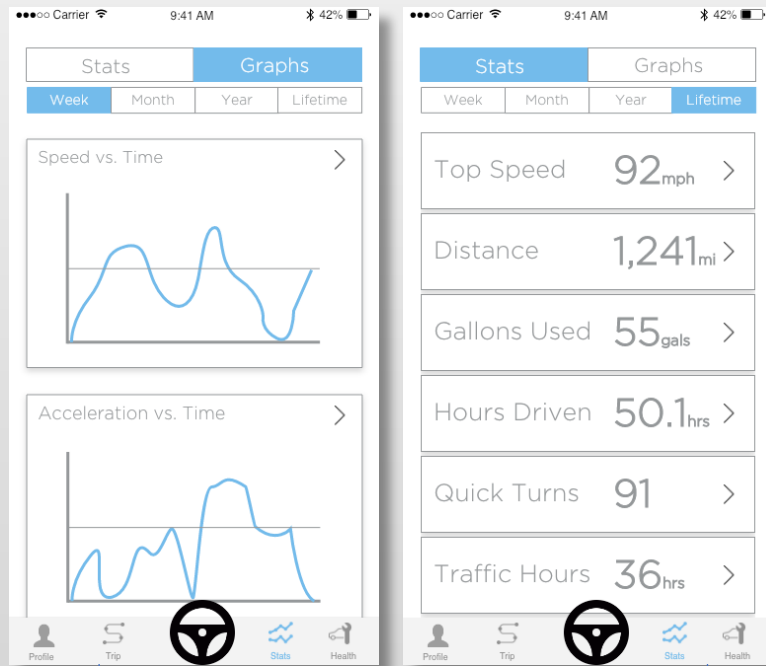 Carrier 9:41 AM 42%
Stats Graphs
Week Month Year Lifetime
Speed vs. Time
Acceleration vs. Time
Profile Trip Stats Health
Carrier 9:41 AM 42%
Stats Graphs
Week Month Year Lifetime
Top Speed 92mph
Distance 1,241mi
Gallons Used 55gals
Hours Driven 50.1hrs
Quick Turns 91
Traffic Hours 36hrs
Profile Trip Stats Health